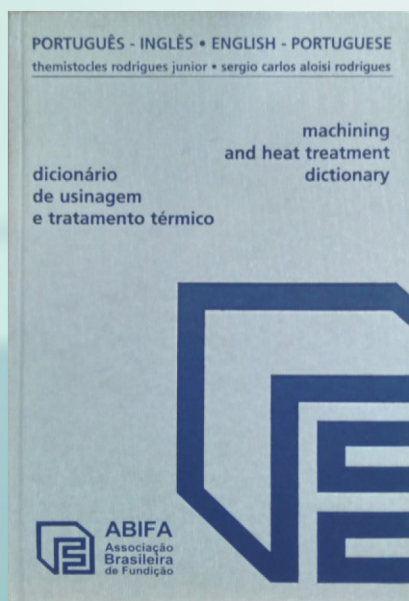 PORTUGUÊS - INGLÊS • ENGLISH - PORTUGUESE
themistocles rodrigues junior • sergio carlos aloisi rodrigues
machining
and heat treatment
dictionary
dicionário
de usinagem
e tratamento térmico
ABIFA
Associação
Brasileira
de Fundição